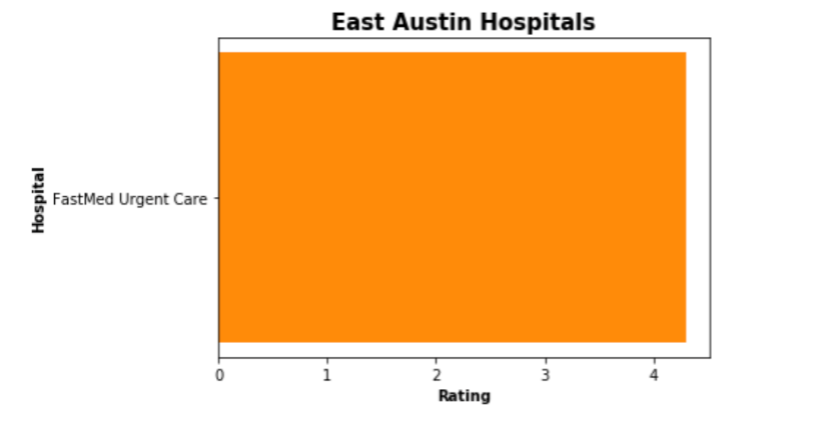 East Austin Hospitals
Hospital
FastMed Urgent Care
0 1 2 3 4
Rating